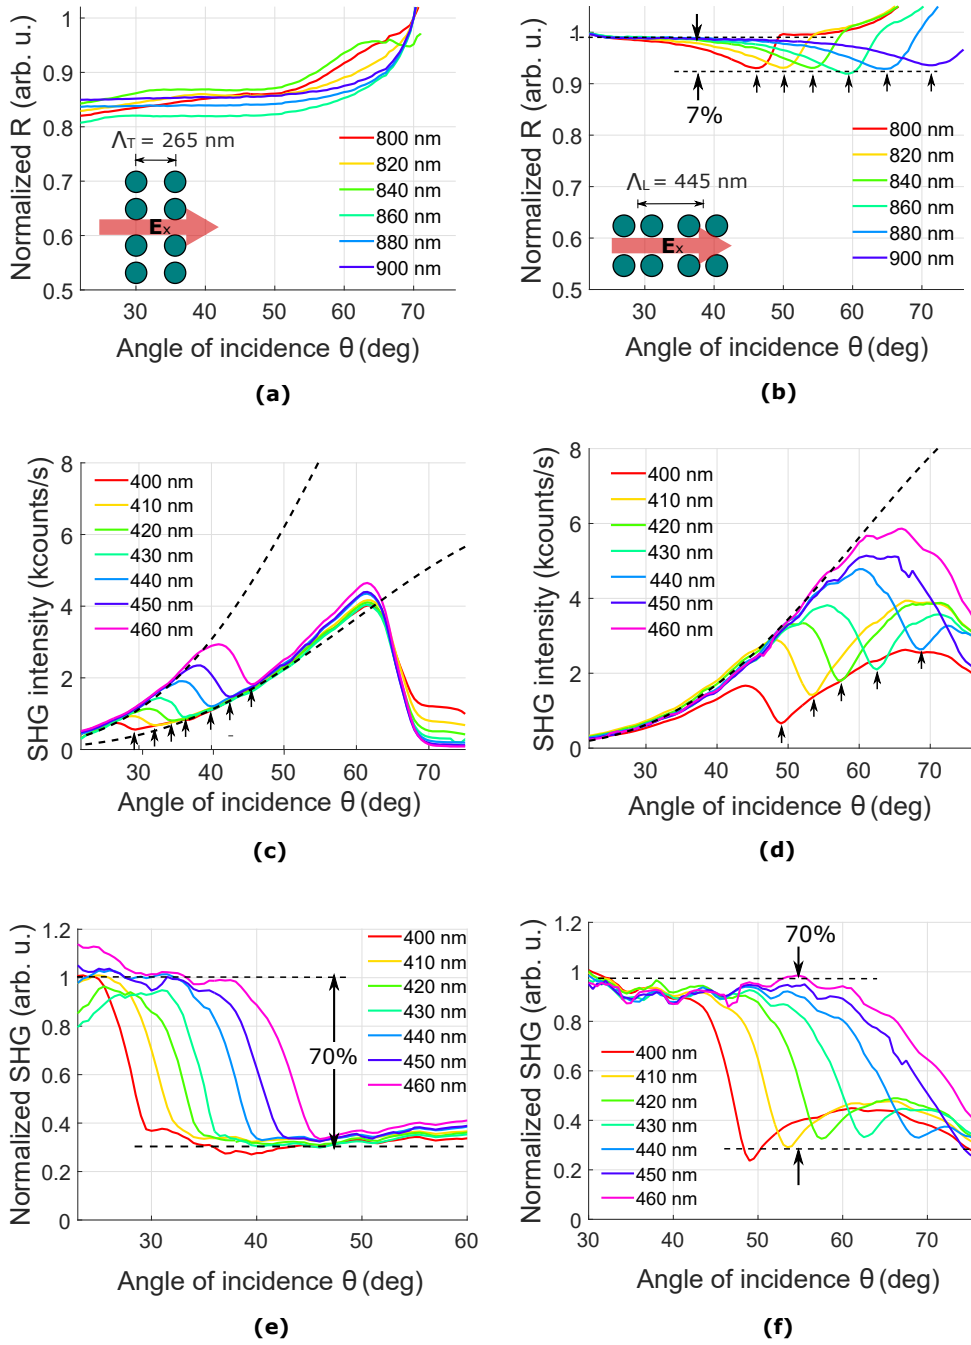 Normalized R (arb. u.)
1
0.9
0.8
0.7
0.6
0.5
ΛT = 265 nm
Ex
800 nm
820 nm
840 nm
860 nm
880 nm
900 nm
30 40 50 60 70
Angle of incidence θ (deg)
(a)
Normalized R (arb. u.)
1
0.9
0.8
0.7
0.6
0.5
7%
ΛL = 445 nm
Ex
800 nm
820 nm
840 nm
860 nm
880 nm
900 nm
30 40 50 60 70
Angle of incidence θ (deg)
(b)
SHG intensity (kcounts/s)
8
6
4
2
0
400 nm
410 nm
420 nm
430 nm
440 nm
450 nm
460 nm
30 40 50 60 70
Angle of incidence θ (deg)
(c)
SHG intensity (kcounts/s)
8
6
4
2
0
400 nm
410 nm
420 nm
430 nm
440 nm
450 nm
460 nm
30 40 50 60 70
Angle of incidence θ (deg)
(d)
Normalized SHG (arb. u.)
1.2
1
0.8
0.6
0.4
0.2
0
70%
400 nm
410 nm
420 nm
430 nm
440 nm
450 nm
460 nm
30 40 50 60
Angle of incidence θ (deg)
(e)
Normalized SHG (arb. u.)
1.2
1
0.8
0.6
0.4
0.2
0
70%
400 nm
410 nm
420 nm
430 nm
440 nm
450 nm
460 nm
30 40 50 60 70
Angle of incidence θ (deg)
(f)